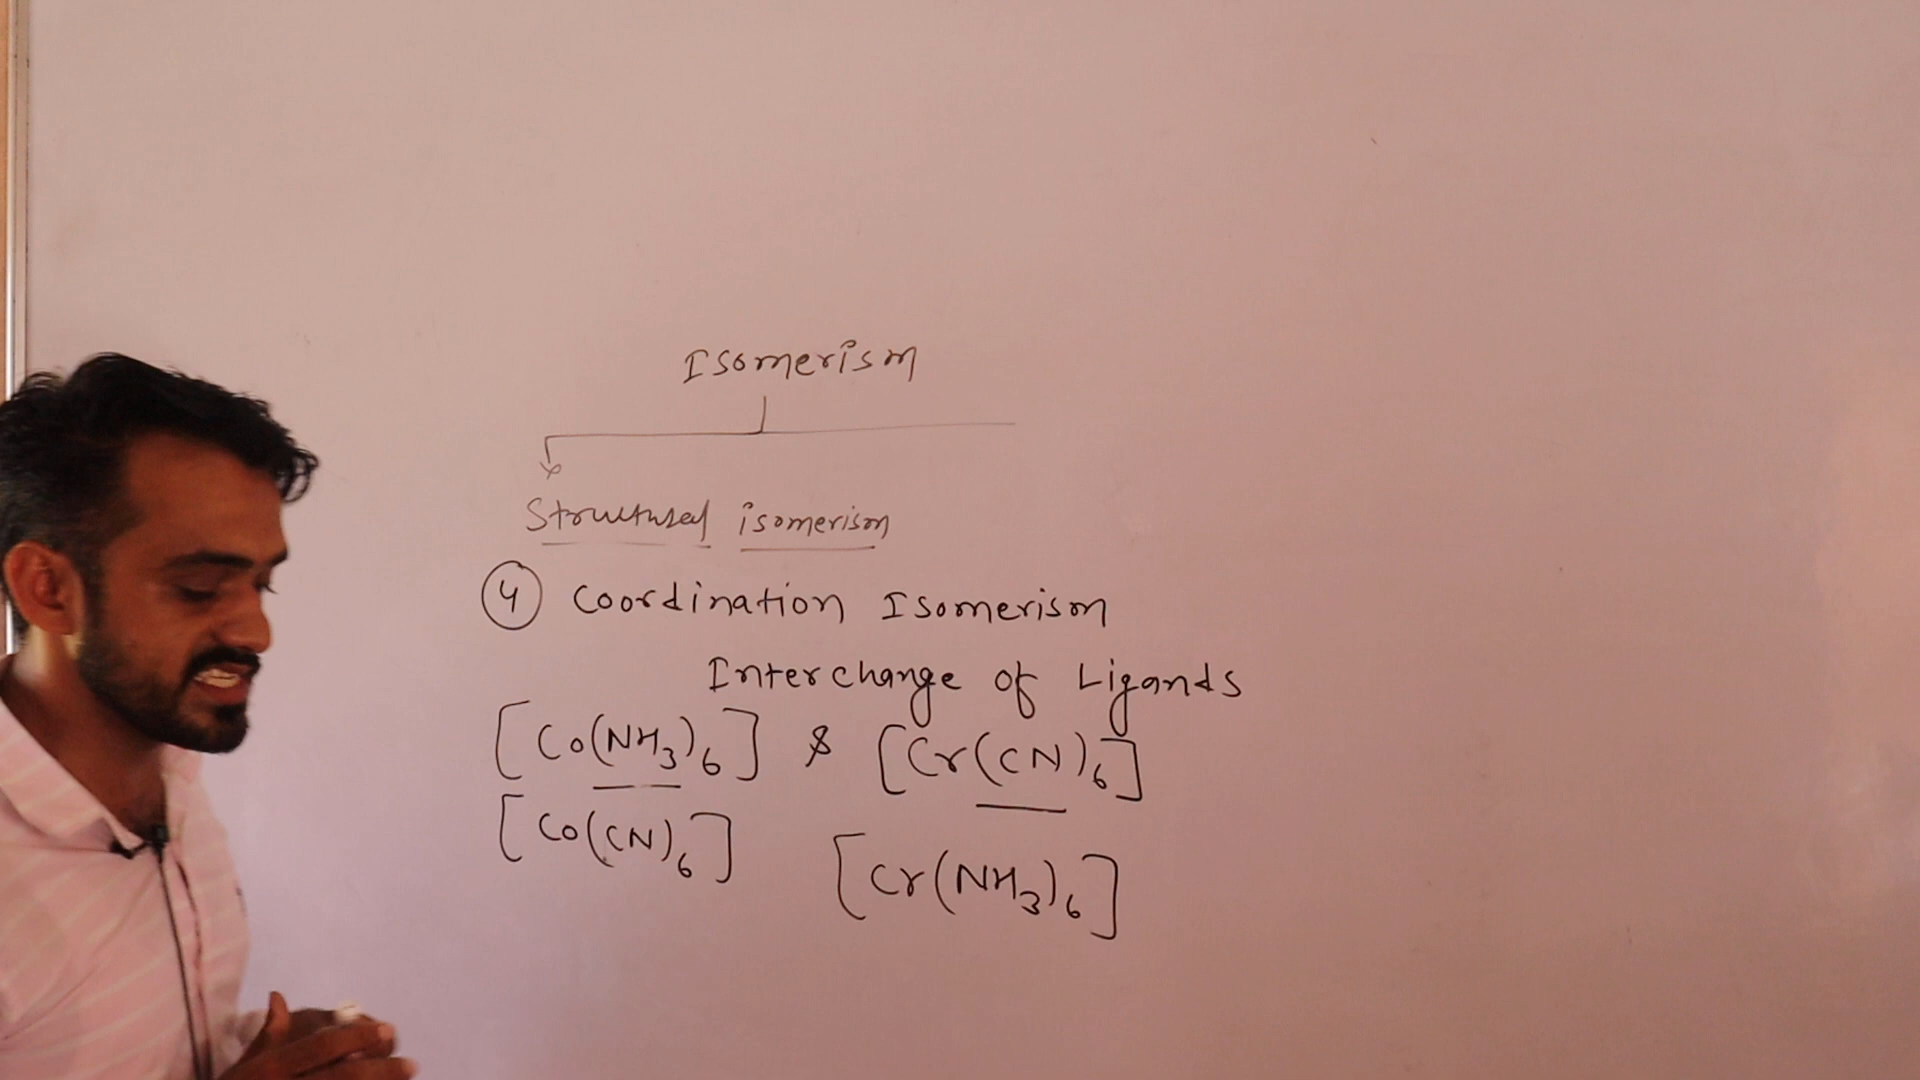 Isomerism
Structural isomerism
4 Coordination Isomerism
Interchange of Ligands
[Co(NH₃)₆] & [Cr(CN)₆]
[Co(CN)₆] [Cr(NH₃)₆]